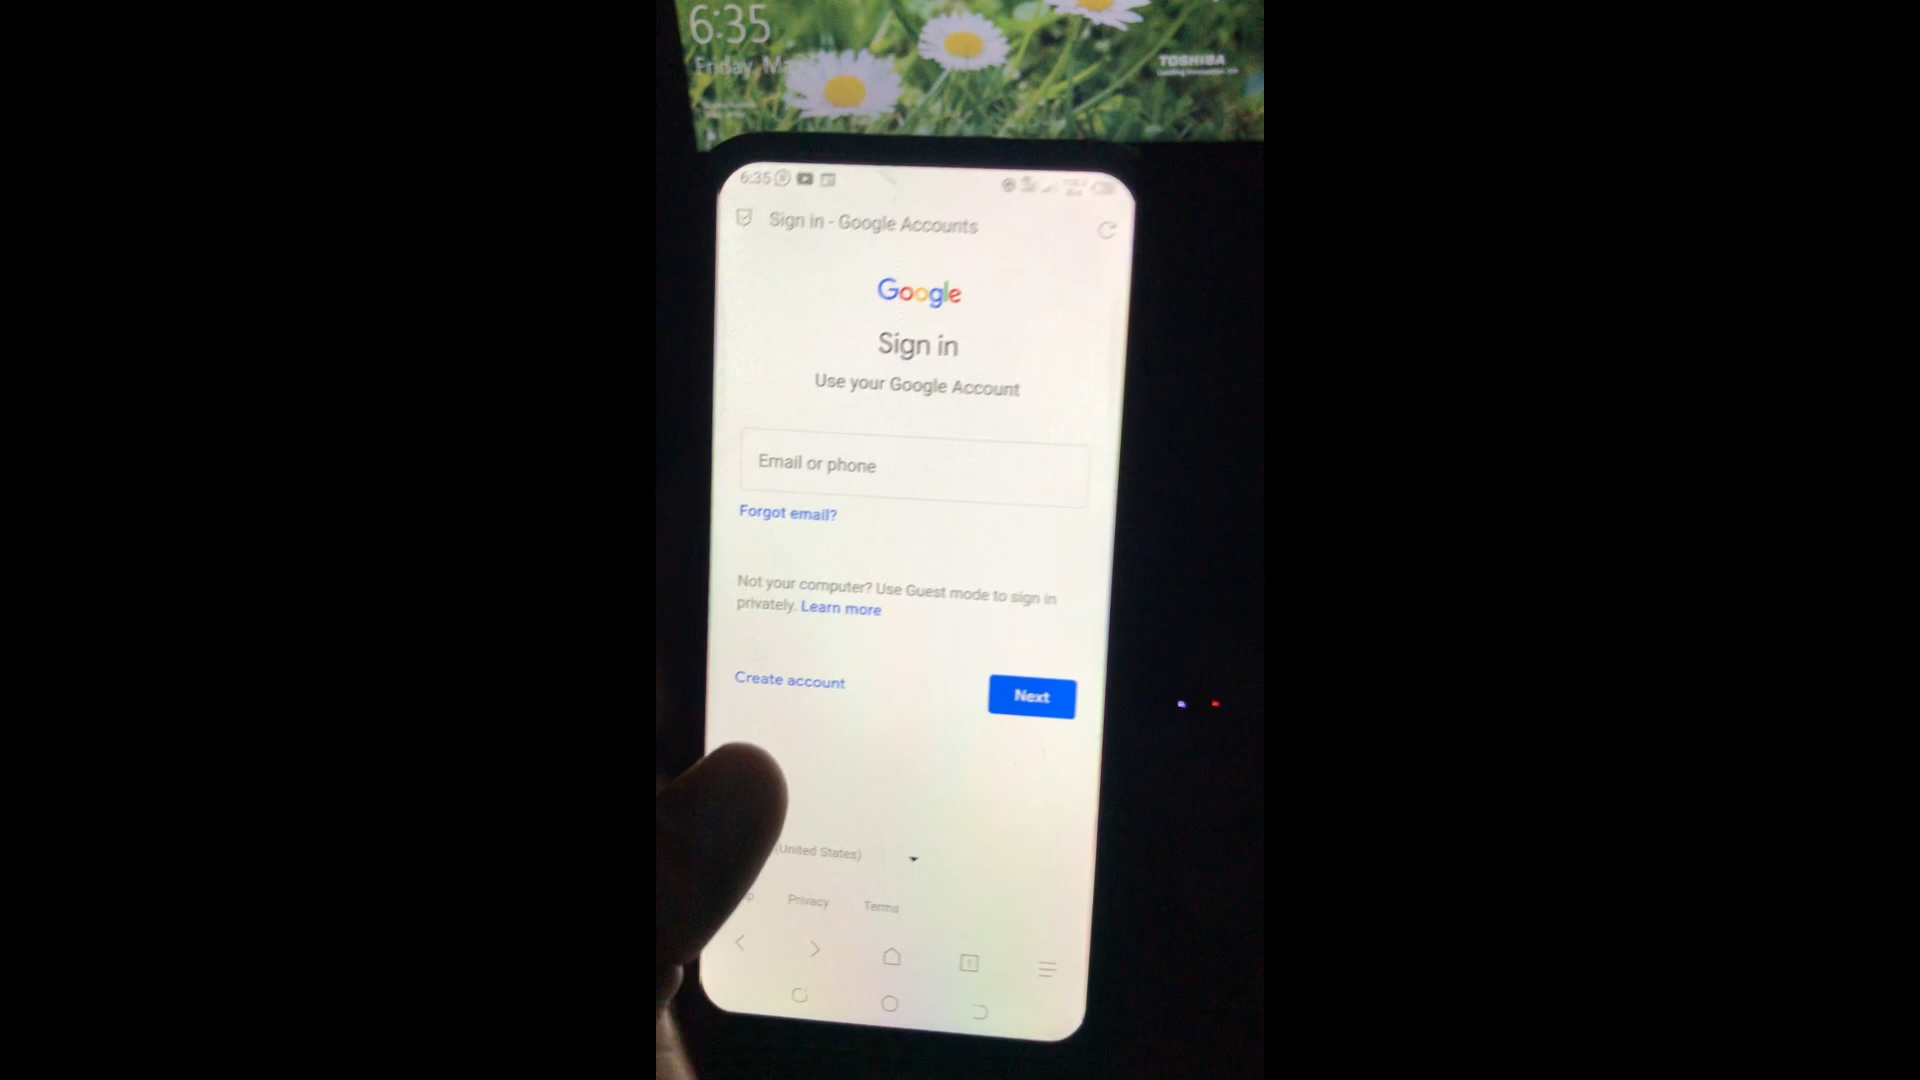 6:35
Friday, Ma
TOSHIBA
6:35
Sign in - Google Accounts
Google
Sign in
Use your Google Account
Email or phone
Forgot email?
Not your computer? Use Guest mode to sign in
privately. Learn more
Create account
Next
(United States)
Privacy
Terms